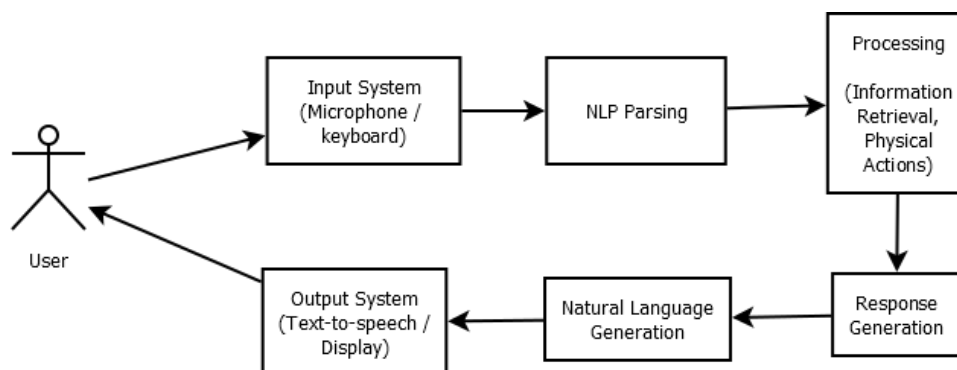 User
Input System
(Microphone /
keyboard)
NLP Parsing
Processing
(Information
Retrieval,
Physical
Actions)
Response
Generation
Natural Language
Generation
Output System
(Text-to-speech /
Display)